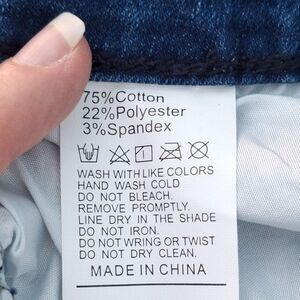 75%Cotton
22%Polyester
3%Spandex
WASH WITH LIKE COLORS
HAND WASH COLD
DO NOT BLEACH.
REMOVE PROMPTLY.
LINE DRY IN THE SHADE
DO NOT IRON.
DO NOT WRING OR TWIST
DO NOT DRY CLEAN.
MADE IN CHINA